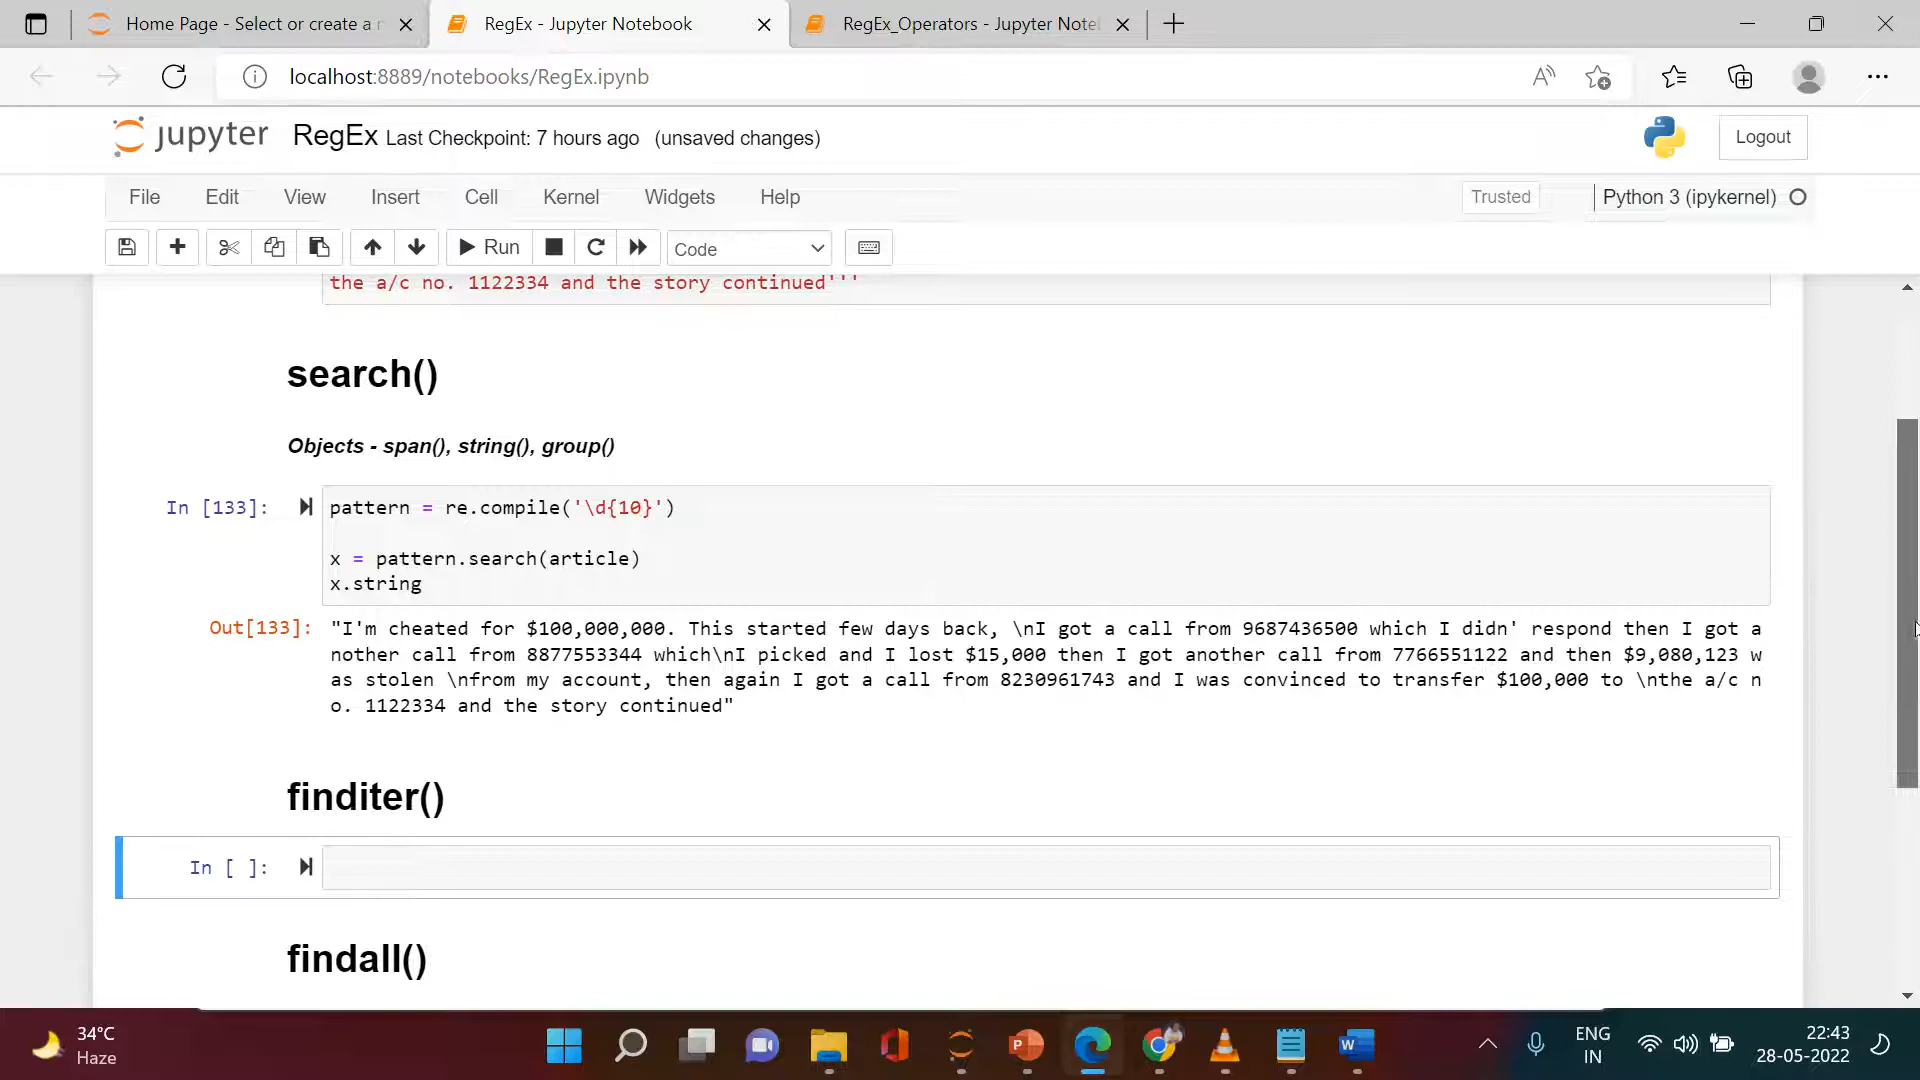 Home Page - Select or create a n
RegEx - Jupyter Notebook
RegEx_Operators - Jupyter Note
localhost:8889/notebooks/RegEx.ipynb
jupyter RegEx Last Checkpoint: 7 hours ago (unsaved changes)
Logout
File Edit View Insert Cell Kernel Widgets Help
Trusted
Python 3 (ipykernel)
Run
Code
the a/c no. 1122334 and the story continued'''
search()
Objects - span(), string(), group()
In [133]:
pattern = re.compile('\d{10}')
x = pattern.search(article)
x.string
Out[133]:
"I'm cheated for $100,000,000. This started few days back, \nI got a call from 9687436500 which I didn' respond then I got a
nother call from 8877553344 which\nI picked and I lost $15,000 then I got another call from 7766551122 and then $9,080,123 w
as stolen \nfrom my account, then again I got a call from 8230961743 and I was convinced to transfer $100,000 to \nthe a/c n
o. 1122334 and the story continued"
finditer()
In [ ]:
findall()
34°C
Haze
ENG
IN
22:43
28-05-2022